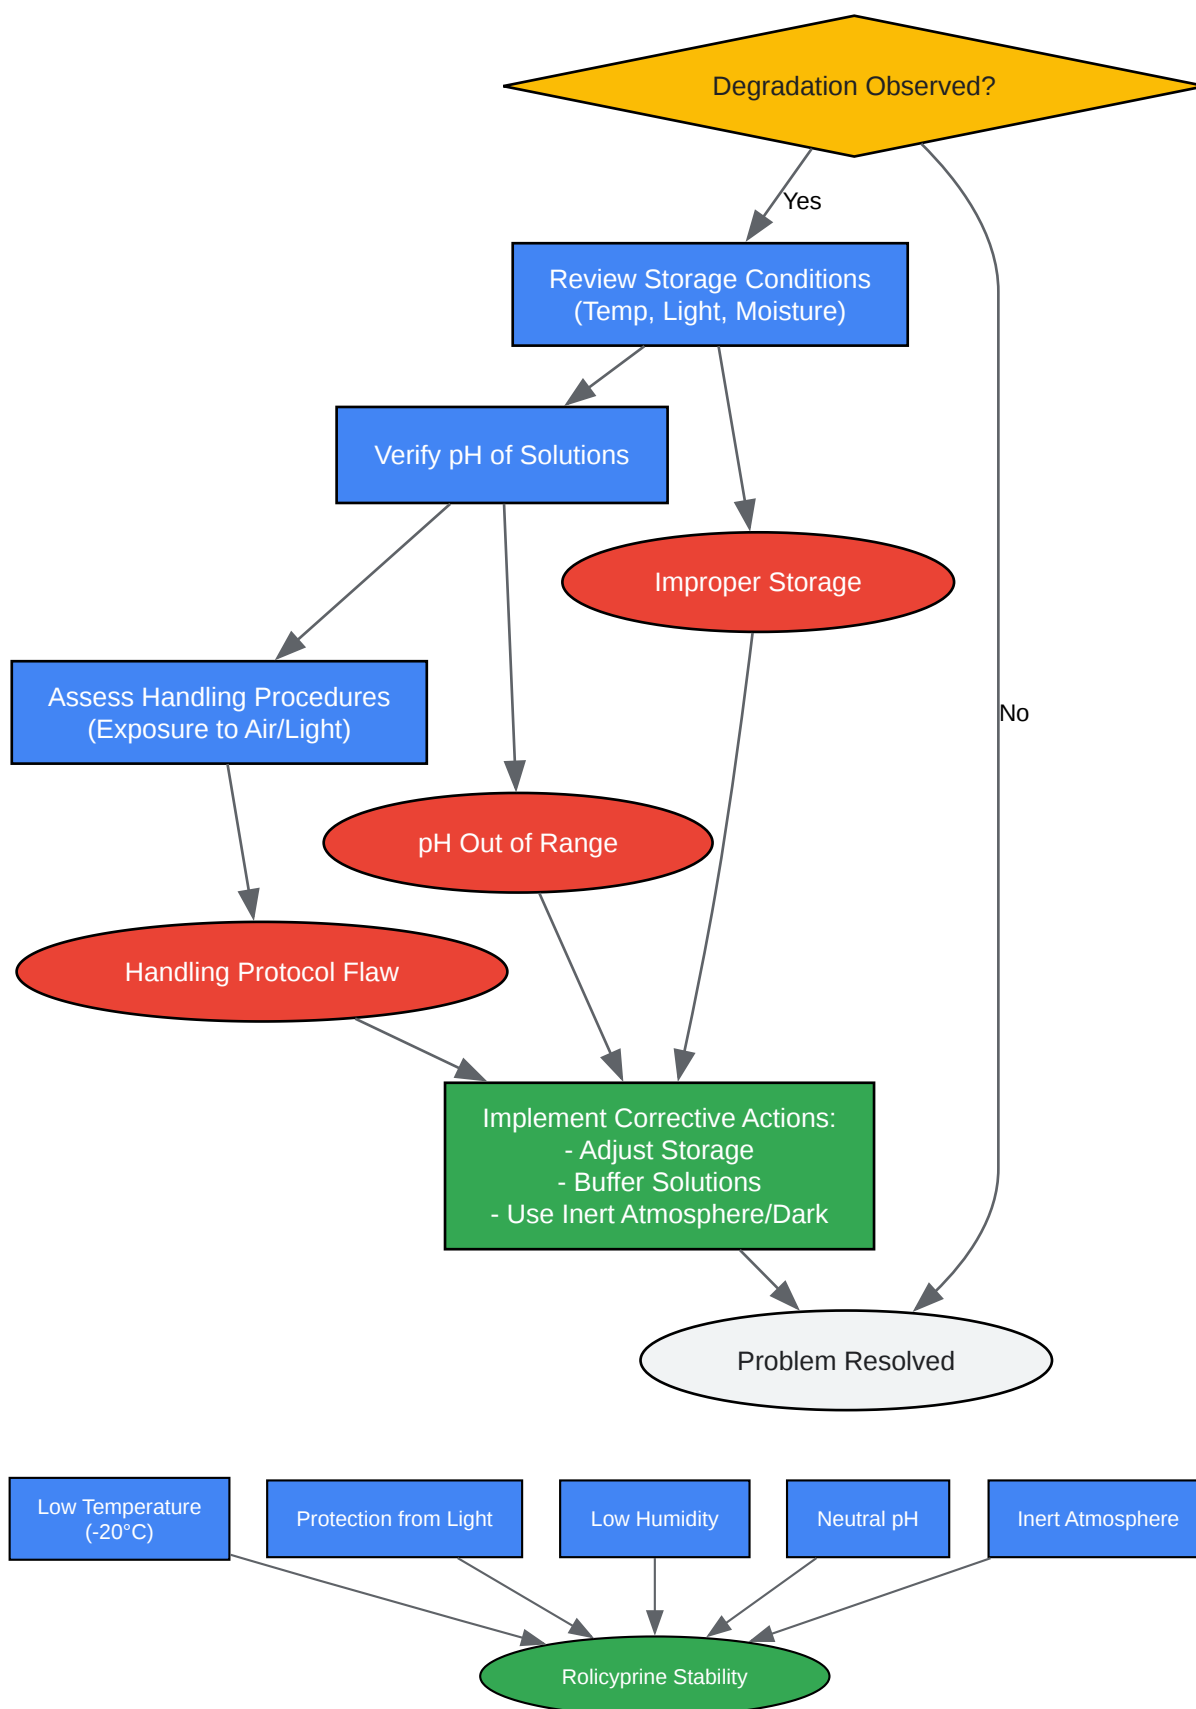 Degradation Observed?
Yes
Review Storage Conditions
(Temp, Light, Moisture)
Verify pH of Solutions
Improper Storage
Assess Handling Procedures
(Exposure to Air/Light)
No
pH Out of Range
Handling Protocol Flaw
Implement Corrective Actions:
- Adjust Storage
- Buffer Solutions
- Use Inert Atmosphere/Dark
Problem Resolved
Low Temperature
(-20°C)
Protection from Light
Low Humidity
Neutral pH
Inert Atmosphere
Rolicyprine Stability